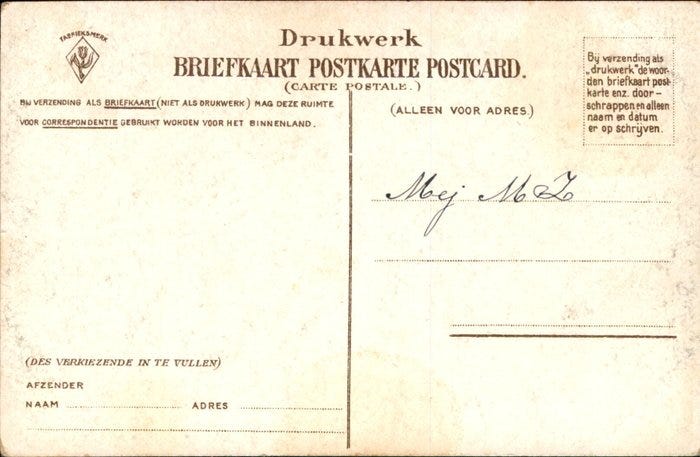 FABRIEKSMERK
Drukwerk
BRIEFKAART POSTKARTE POSTCARD.
(CARTE POSTALE.)
BIJ VERZENDING ALS BRIEFKAART (NIET ALS DRUKWERK) MAG DEZE RUIMTE
VOOR CORRESPONDENTIE GEBRUIKT WORDEN VOOR HET BINNENLAND.
(ALLEEN VOOR ADRES.)
Bij verzending als
"drukwerk" de woor-
den briefkaart post-
karte enz. door-
schrappen en alleen
naam en datum
er op schrijven.
Mej M Z
(DES VERKIEZENDE IN TE VULLEN)
AFZENDER
NAAM ADRES